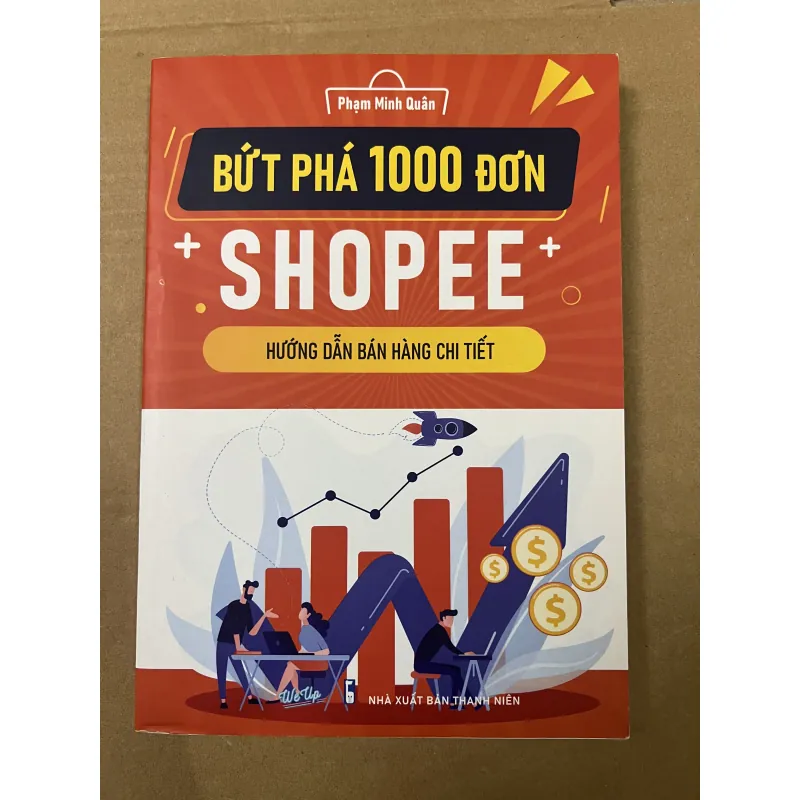 Phạm Minh Quân
BỨT PHÁ 1000 ĐƠN
SHOPEE
HƯỚNG DẪN BÁN HÀNG CHI TIẾT
WeUp
NHÀ XUẤT BẢN THANH NIÊN